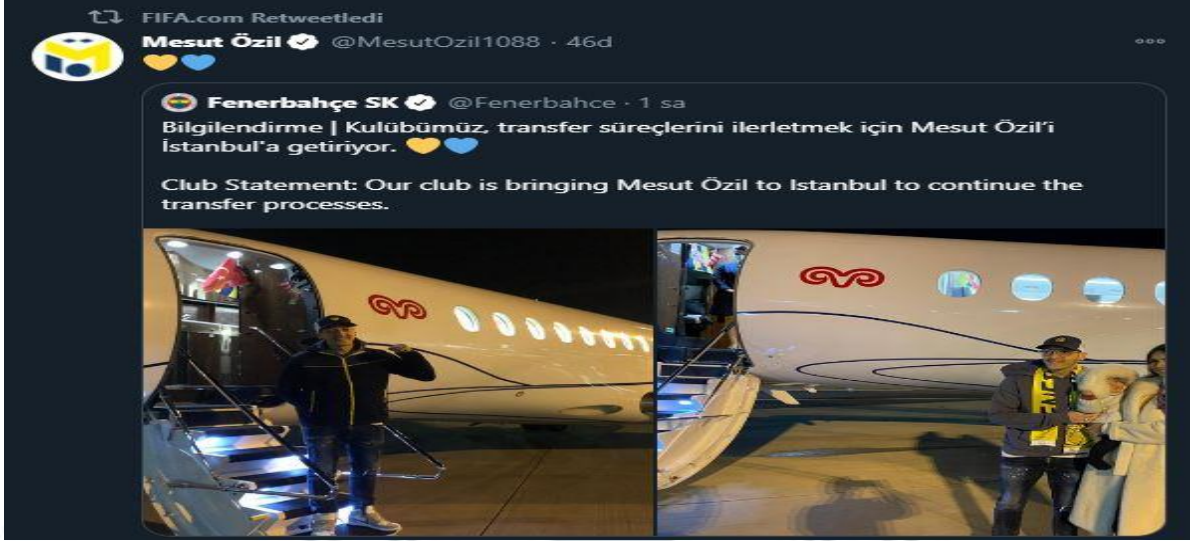 FIFA.com Retweetledi
Mesut Özil @MesutOzil1088 · 46d
💛💙
Fenerbahçe SK @Fenerbahce · 1 sa
Bilgilendirme | Kulübümüz, transfer süreçlerini ilerletmek için Mesut Özil’i
İstanbul'a getiriyor. 💛💙
Club Statement: Our club is bringing Mesut Özil to Istanbul to continue the
transfer processes.